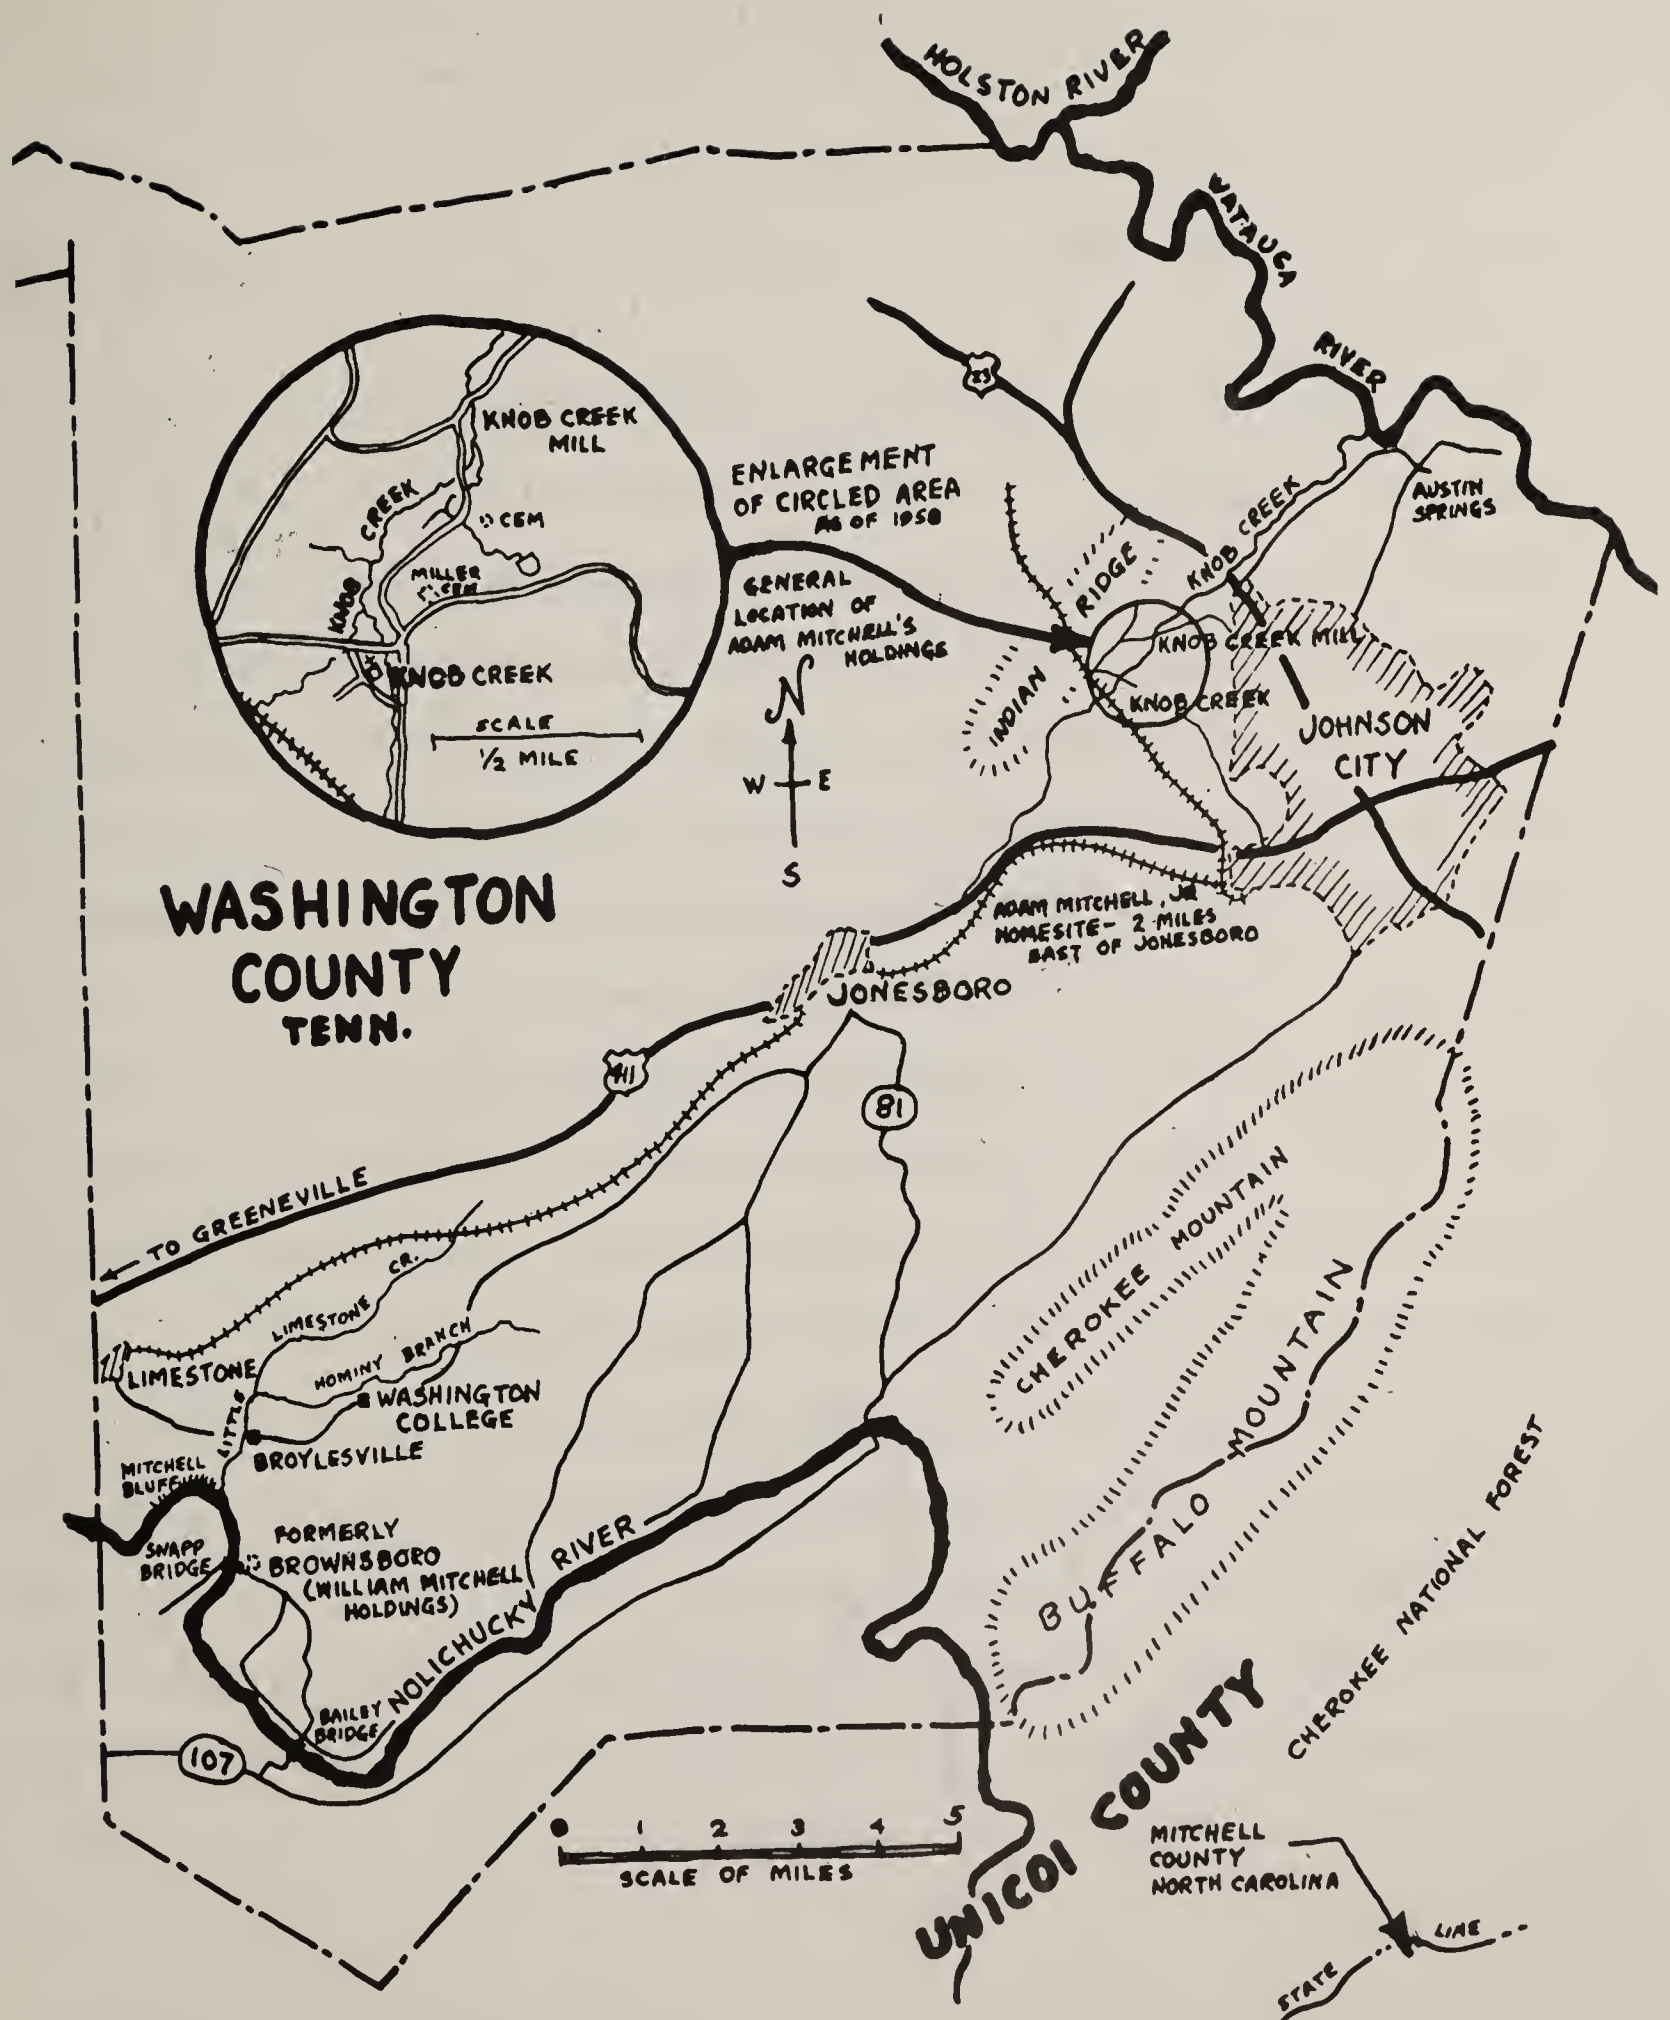 HOLSTON RIVER
WATAUGA
RIVER
23
KNOB CREEK
MILL
CREEK
KNOB
CEM
MILLER
CEM
KNOB CREEK
SCALE
1/2 MILE
ENLARGEMENT
OF CIRCLED AREA
AS OF 1958
GENERAL
LOCATION OF
ADAM MITCHELL'S
HOLDINGS
N
W E
S
AUSTIN
SPRINGS
KNOB CREEK
INDIAN
RIDGE
KNOB CREEK MILL
KNOB CREEK
JOHNSON
CITY
WASHINGTON
COUNTY
TENN.
ADAM MITCHELL, JR
HOMESITE - 2 MILES
EAST OF JONESBORO
JONESBORO
411
81
TO GREENEVILLE
LIMESTONE
LITTLE
LIMESTONE
CR.
HOMINY BRANCH
WASHINGTON
COLLEGE
BROYLESVILLE
MITCHELL
BLUFF
SNAPP
BRIDGE
FORMERLY
BROWNSBORO
(WILLIAM MITCHELL
HOLDINGS)
NOLICHUCKY
RIVER
BAILEY
BRIDGE
107
CHEROKEE MOUNTAIN
BUFFALO MOUNTAIN
CHEROKEE NATIONAL FOREST
UNICOI COUNTY
1 2 3 4 5
SCALE OF MILES
MITCHELL
COUNTY
NORTH CAROLINA
STATE LINE